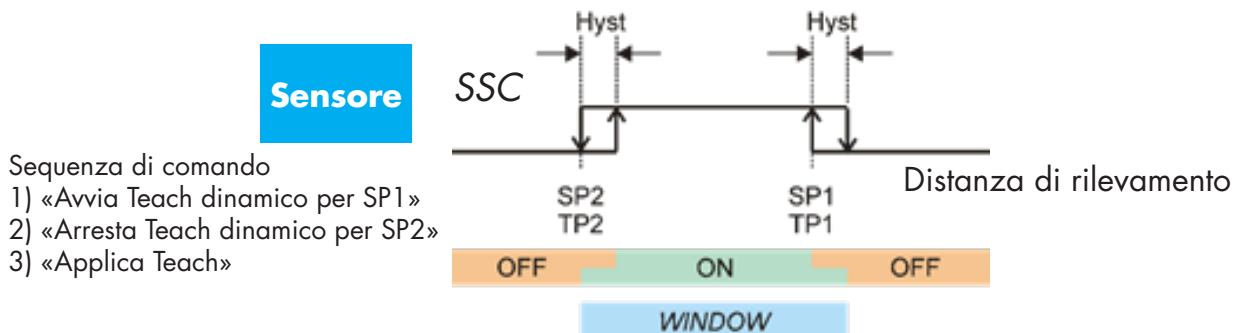 Hyst Hyst
Sensore SSC
Sequenza di comando
1) «Avvia Teach dinamico per SP1»
2) «Arresta Teach dinamico per SP2»
3) «Applica Teach»
SP2 SP1
TP2 TP1
Distanza di rilevamento
OFF ON OFF
WINDOW